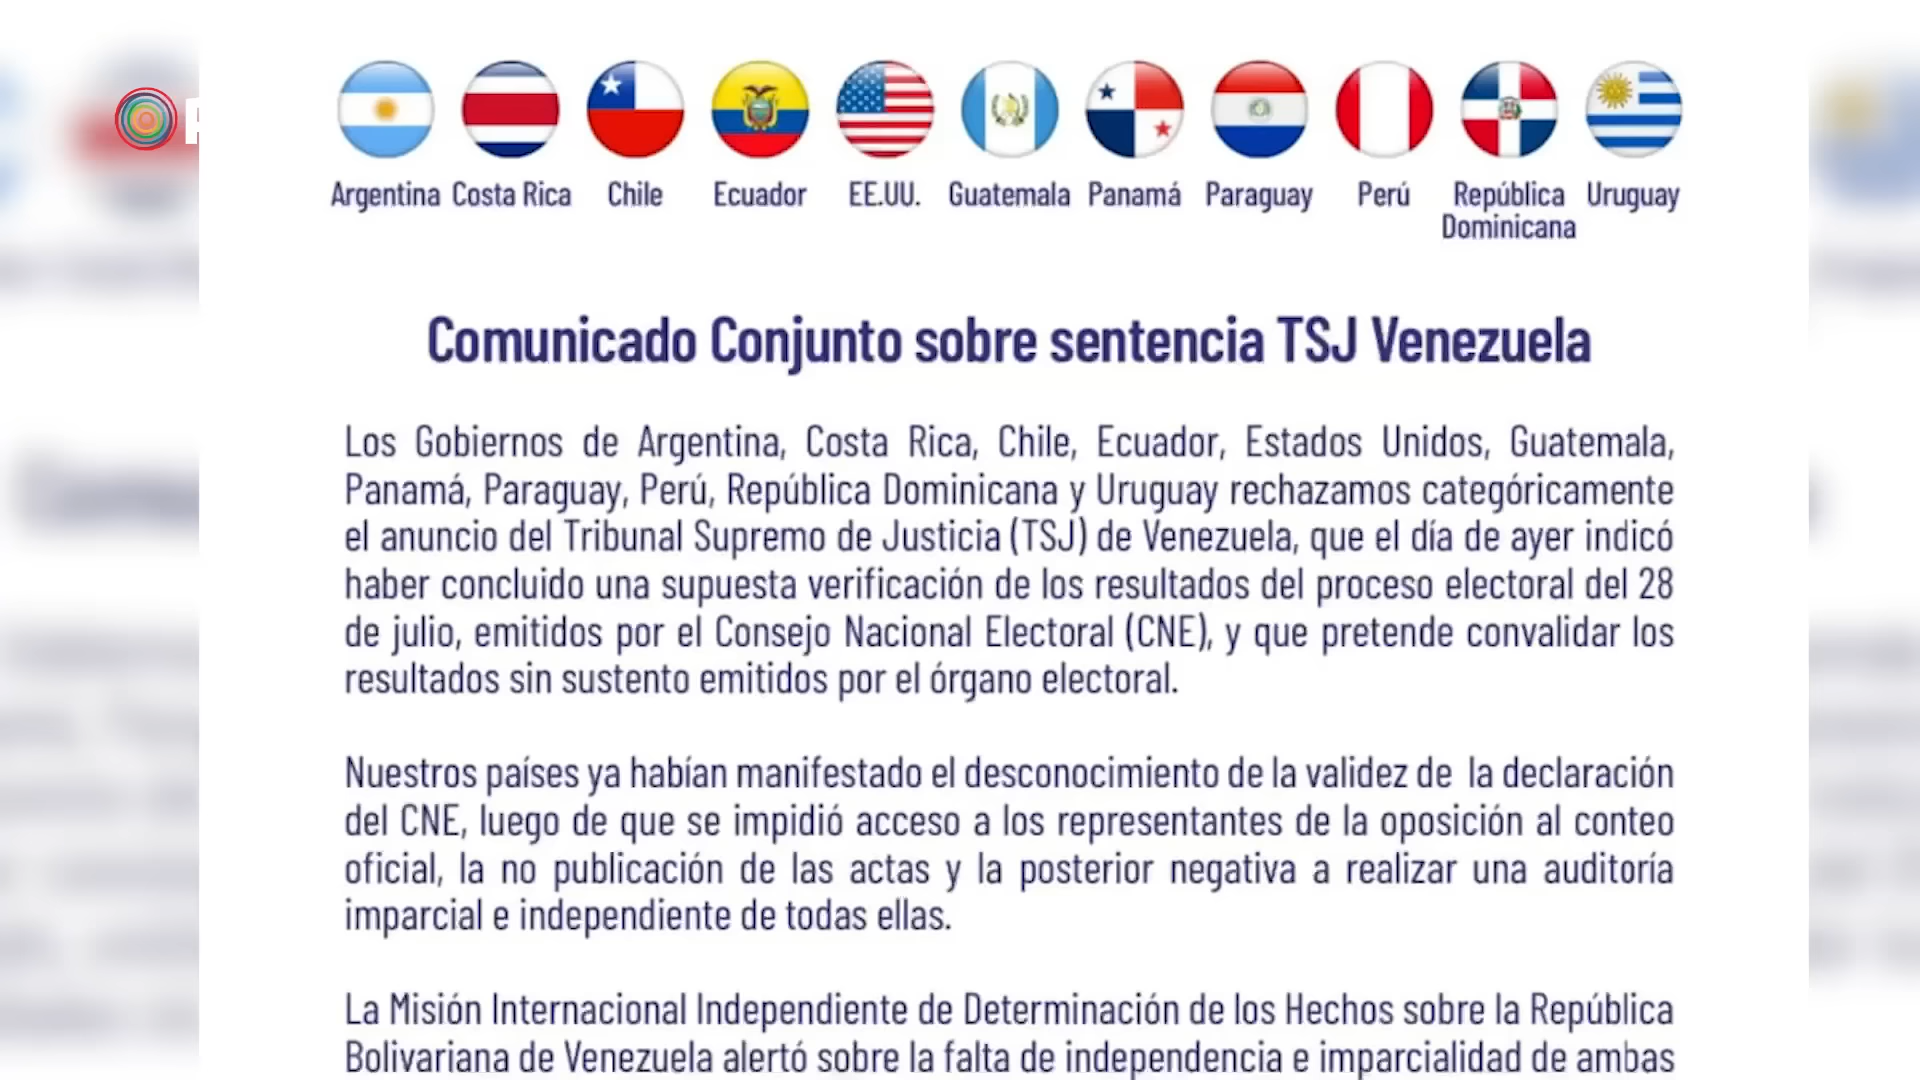 Argentina Costa Rica Chile Ecuador EE.UU. Guatemala Panamá Paraguay Perú República Dominicana Uruguay
Comunicado Conjunto sobre sentencia TSJ Venezuela
Los Gobiernos de Argentina, Costa Rica, Chile, Ecuador, Estados Unidos, Guatemala,
Panamá, Paraguay, Perú, República Dominicana y Uruguay rechazamos categóricamente
el anuncio del Tribunal Supremo de Justicia (TSJ) de Venezuela, que el día de ayer indicó
haber concluido una supuesta verificación de los resultados del proceso electoral del 28
de julio, emitidos por el Consejo Nacional Electoral (CNE), y que pretende convalidar los
resultados sin sustento emitidos por el órgano electoral.
Nuestros países ya habían manifestado el desconocimiento de la validez de la declaración
del CNE, luego de que se impidió acceso a los representantes de la oposición al conteo
oficial, la no publicación de las actas y la posterior negativa a realizar una auditoría
imparcial e independiente de todas ellas.
La Misión Internacional Independiente de Determinación de los Hechos sobre la República
Bolivariana de Venezuela alertó sobre la falta de independencia e imparcialidad de ambas